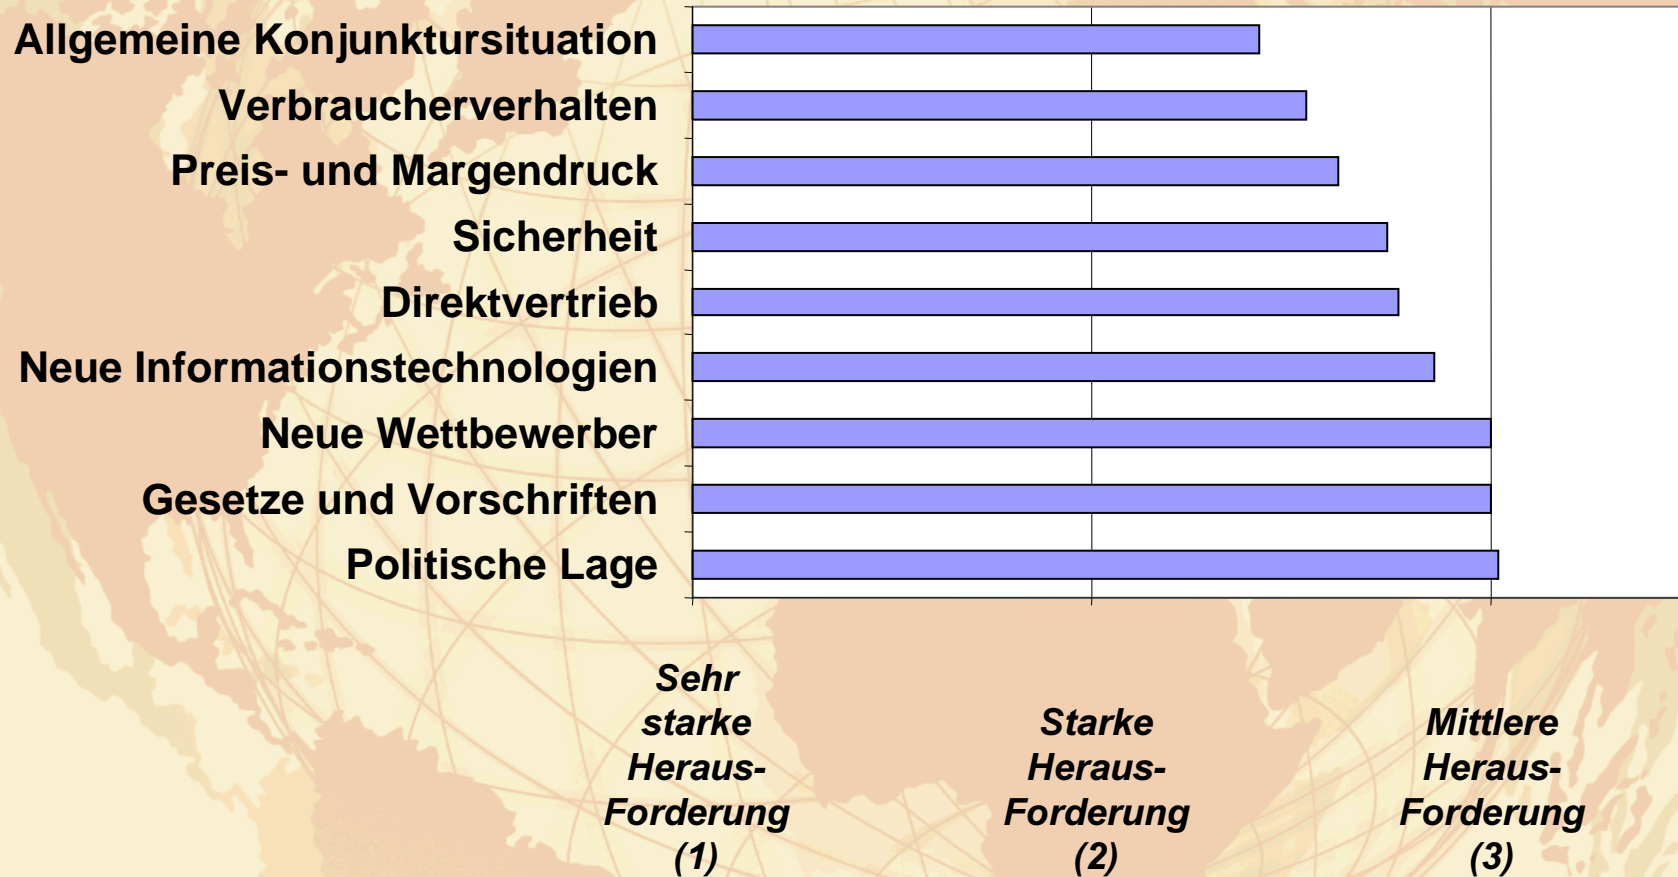 Allgemeine Konjunktursituation
Verbraucherverhalten
Preis- und Margendruck
Sicherheit
Direktvertrieb
Neue Informationstechnologien
Neue Wettbewerber
Gesetze und Vorschriften
Politische Lage
Sehr
starke
Heraus-
Forderung
(1)
Starke
Heraus-
Forderung
(2)
Mittlere
Heraus-
Forderung
(3)